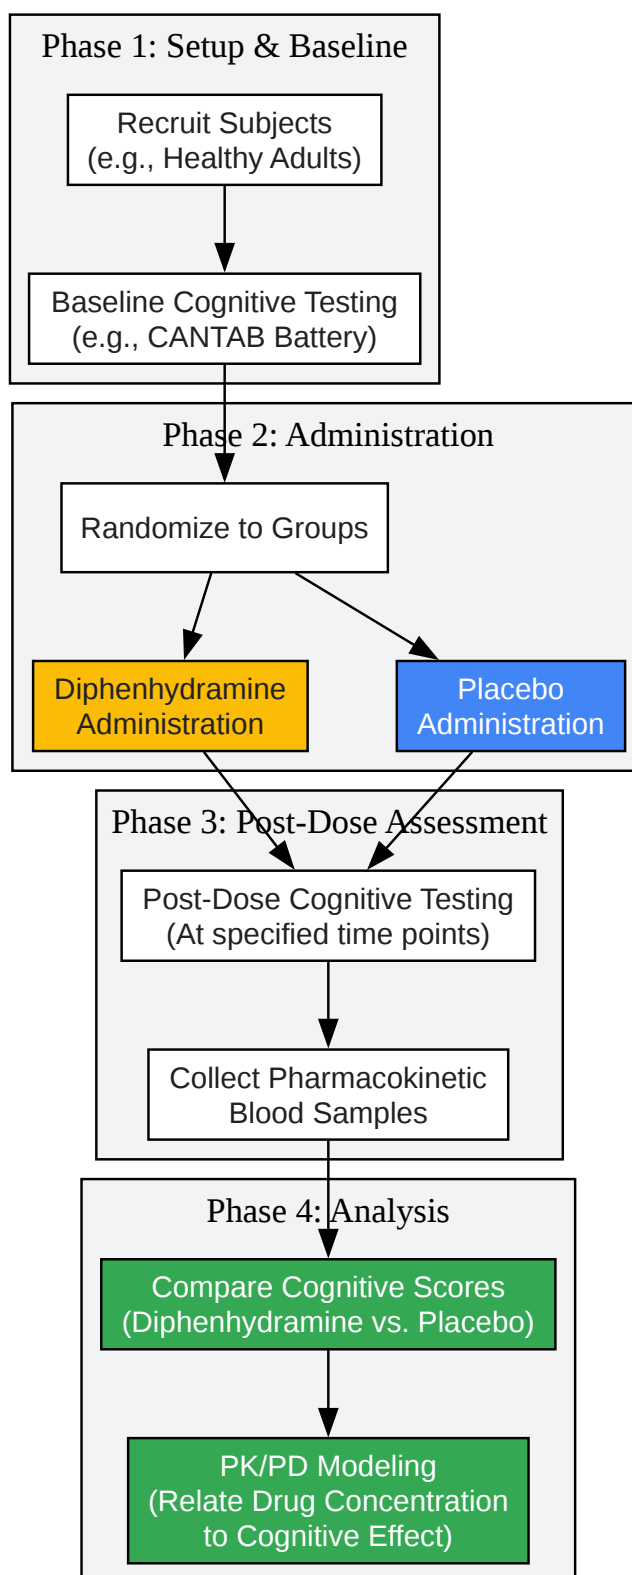 Phase 1: Setup & Baseline
Recruit Subjects
(e.g., Healthy Adults)
Baseline Cognitive Testing
(e.g., CANTAB Battery)
Phase 2: Administration
Randomize to Groups
Diphenhydramine
Administration
Placebo
Administration
Phase 3: Post-Dose Assessment
Post-Dose Cognitive Testing
(At specified time points)
Collect Pharmacokinetic
Blood Samples
Phase 4: Analysis
Compare Cognitive Scores
(Diphenhydramine vs. Placebo)
PK/PD Modeling
(Relate Drug Concentration
to Cognitive Effect)